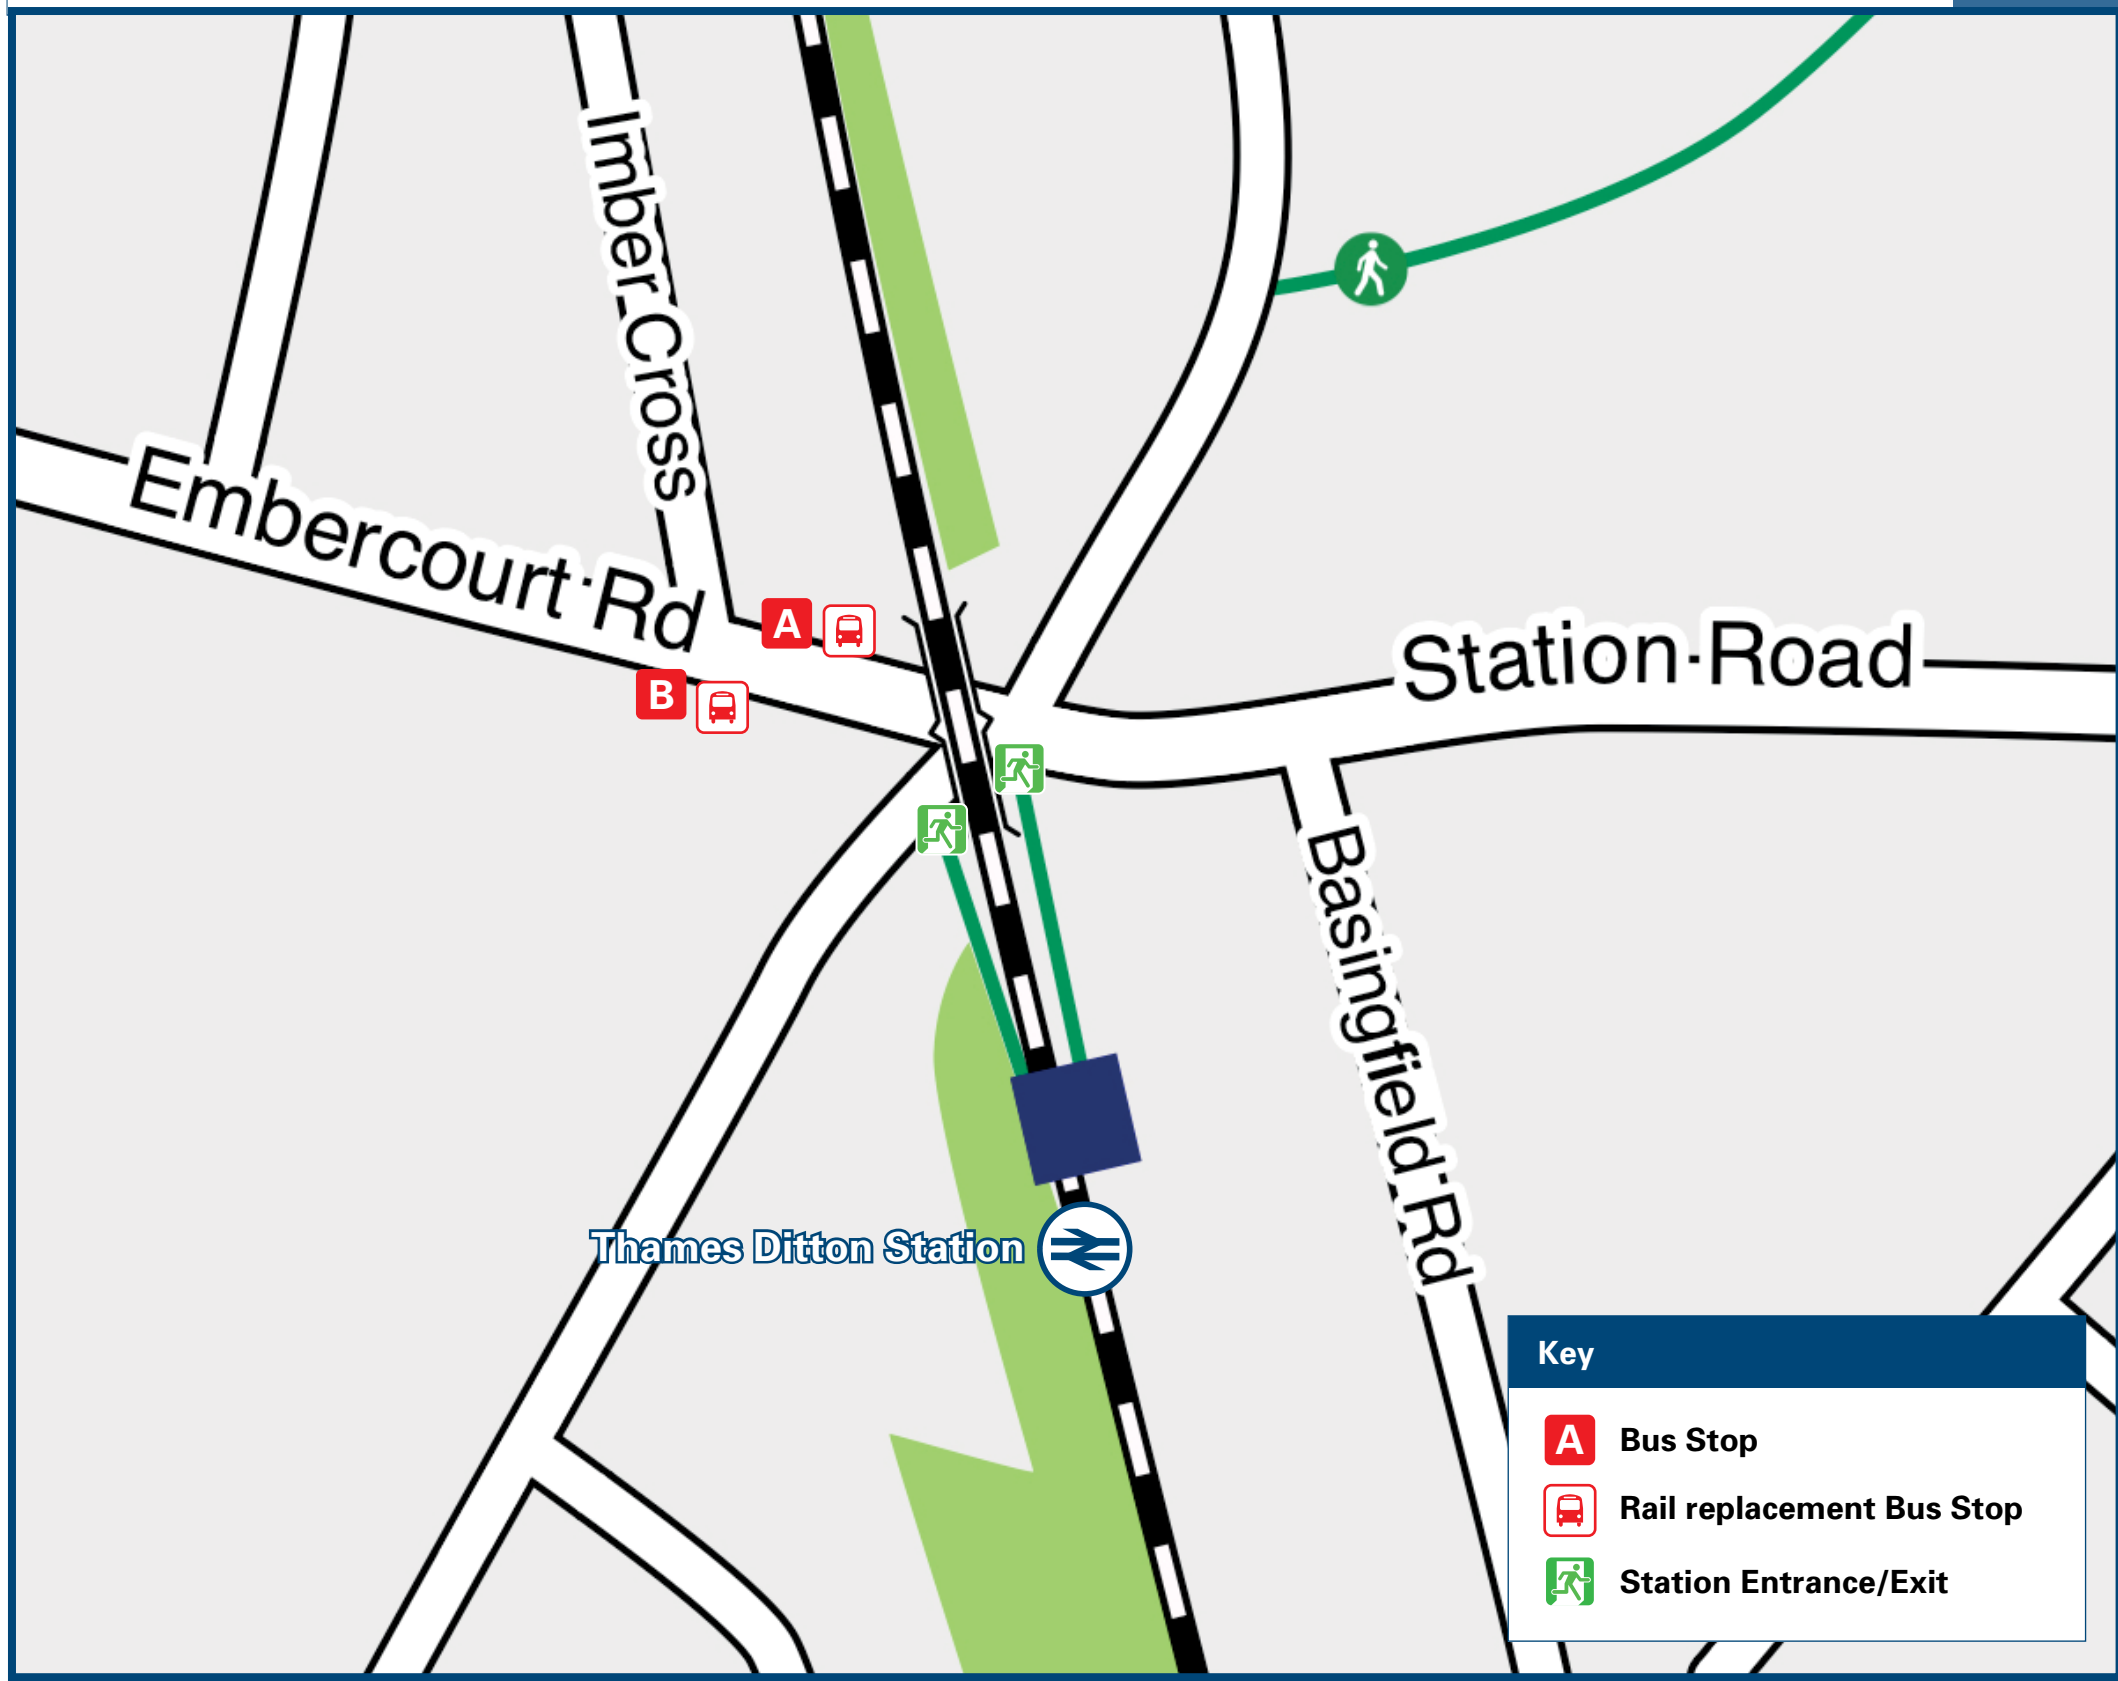 Imber Cross
Embercourt Rd
A
B
Station Road
Basingfield Rd
Thames Ditton Station
Key
A Bus Stop
Rail replacement Bus Stop
Station Entrance/Exit